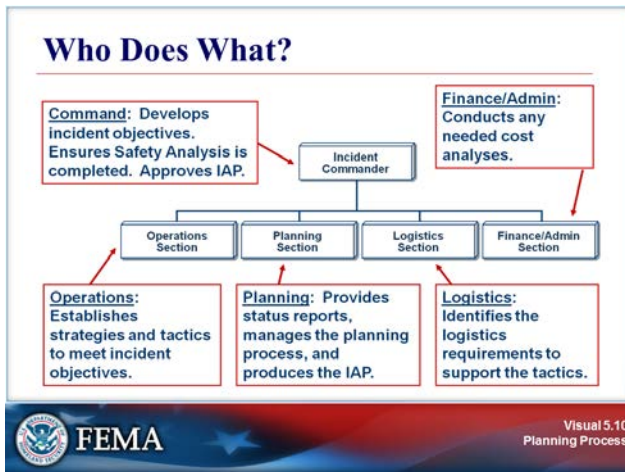 Who Does What?
Command: Develops
incident objectives.
Ensures Safety Analysis is
completed. Approves IAP.
Finance/Admin:
Conducts any
needed cost
analyses.
Incident
Commander
Operations
Section
Planning
Section
Logistics
Section
Finance/Admin
Section
Operations:
Establishes
strategies and tactics
to meet incident
objectives.
Planning: Provides
status reports,
manages the planning
process, and
produces the IAP.
Logistics:
Identifies the
logistics
requirements to
support the tactics.
FEMA
Visual 5.10
Planning Process